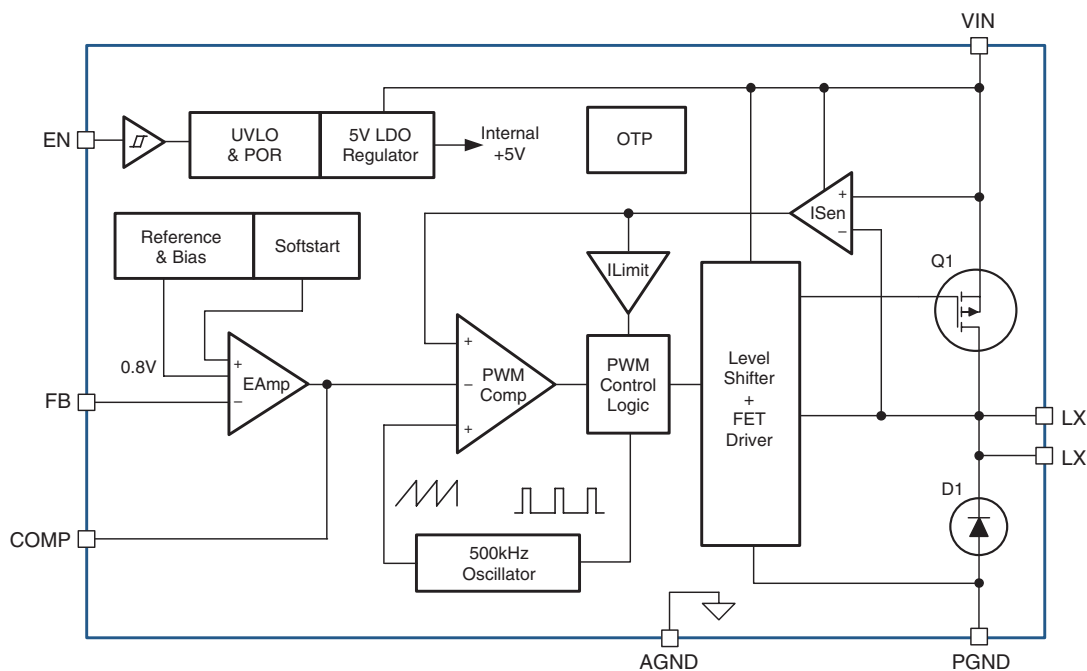 VIN
EN
UVLO
& POR
5V LDO
Regulator
Internal
+5V
OTP
+
ISen
–
Reference
& Bias
Softstart
ILimit
Q1
0.8V
+
EAmp
–
FB
+
–
+
PWM
Comp
PWM
Control
Logic
Level
Shifter
+
FET
Driver
LX
LX
D1
COMP
500kHz
Oscillator
AGND
PGND